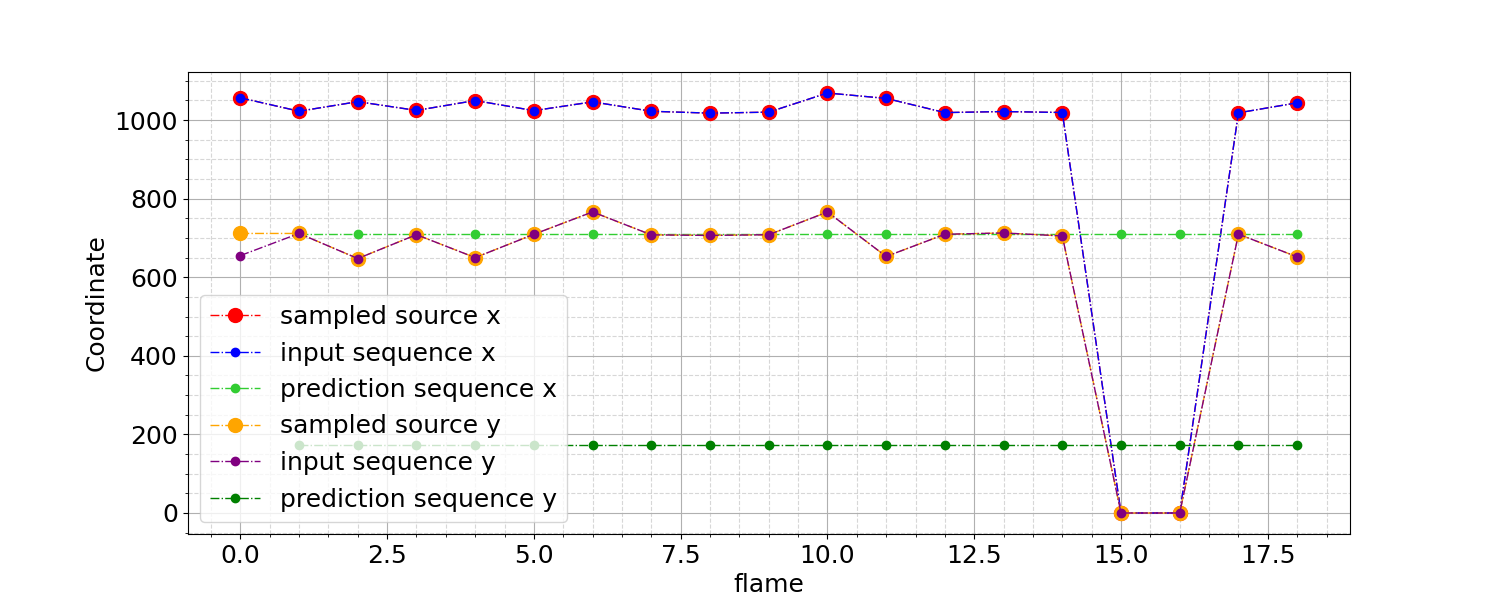 1000
800
600
400
200
0
Coordinate
sampled source x
input sequence x
prediction sequence x
sampled source y
input sequence y
prediction sequence y
0.0 2.5 5.0 7.5 10.0 12.5 15.0 17.5
flame